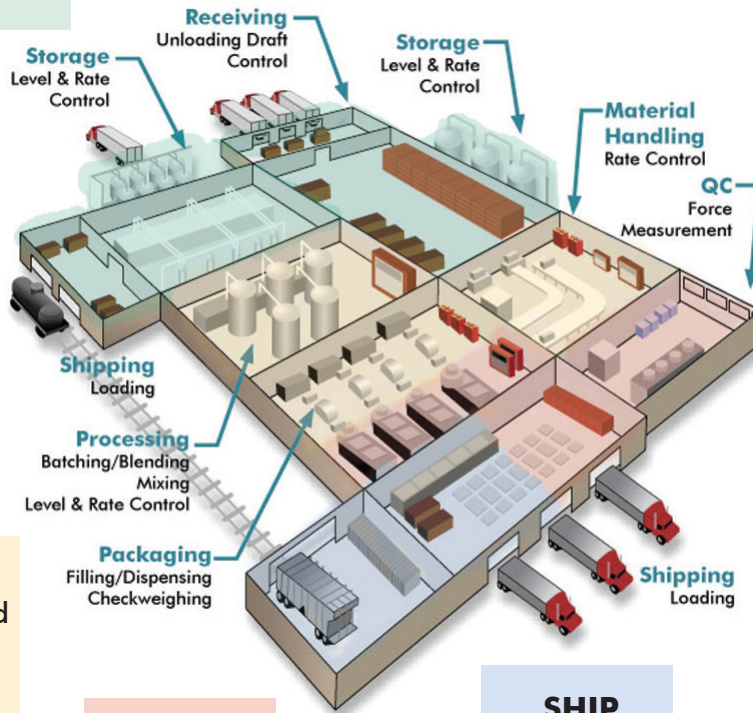 Receiving
Unloading Draft
Control
Storage
Level & Rate
Control
Storage
Level & Rate
Control
Material
Handling
Rate Control
QC
Force
Measurement
Shipping
Loading
Processing
Batching/Blending
Mixing
Level & Rate Control
Packaging
Filling/Dispensing
Checkweighing
Shipping
Loading
SHIP